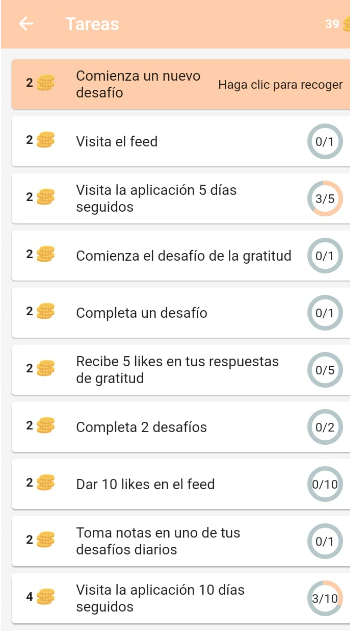 Tareas 39
2 Comienza un nuevo
desafío Haga clic para recoger
2 Visita el feed 0/1
2 Visita la aplicación 5 días
seguidos 3/5
2 Comienza el desafío de la gratitud 0/1
2 Completa un desafío 0/1
2 Recibe 5 likes en tus respuestas
de gratitud 0/5
2 Completa 2 desafíos 0/2
2 Dar 10 likes en el feed 0/10
2 Toma notas en uno de tus
desafíos diarios 0/1
4 Visita la aplicación 10 días
seguidos 3/10